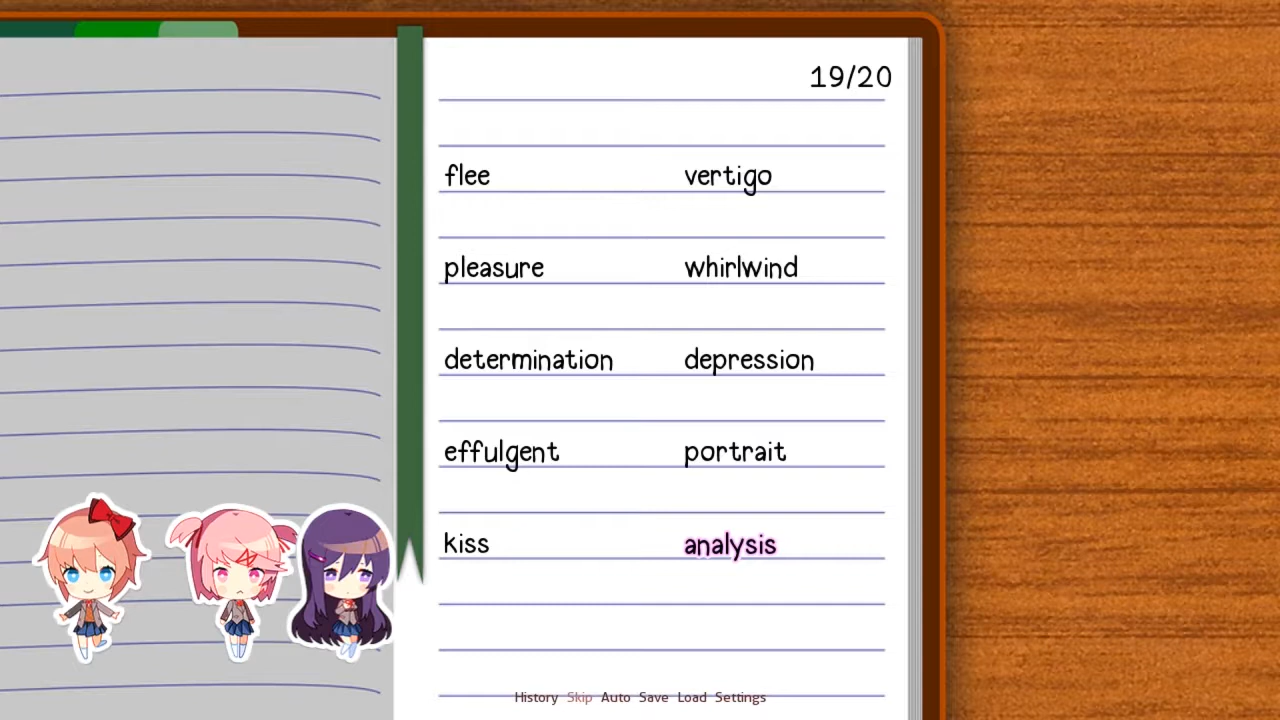 19/20
flee vertigo
pleasure whirlwind
determination depression
effulgent portrait
kiss analysis
History Skip Auto Save Load Settings